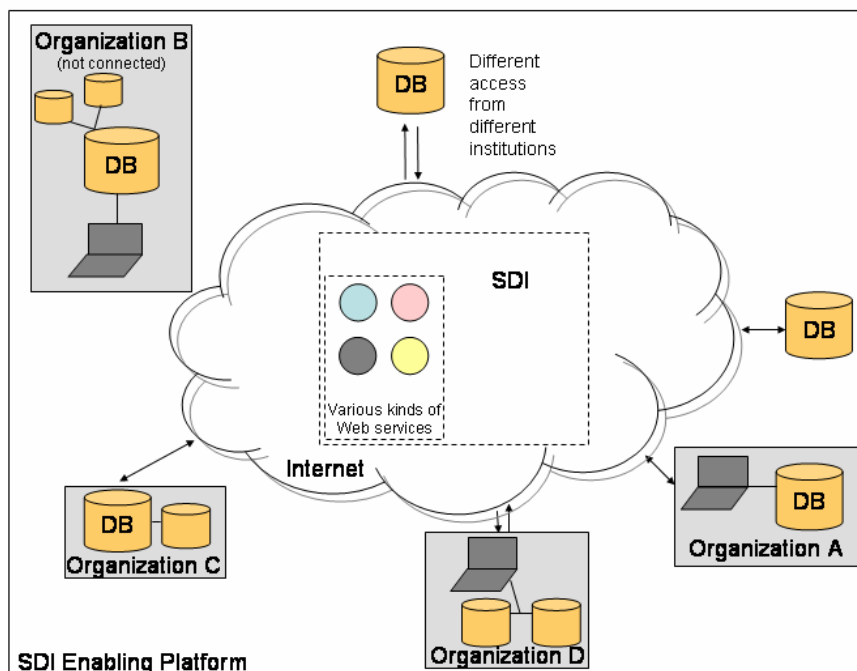 Organization B
(not connected)
DB
DB
Different
access
from
different
institutions
SDI
Various kinds of
Web services
Internet
DB
DB
Organization C
DB
Organization A
Organization D
SDI Enabling Platform